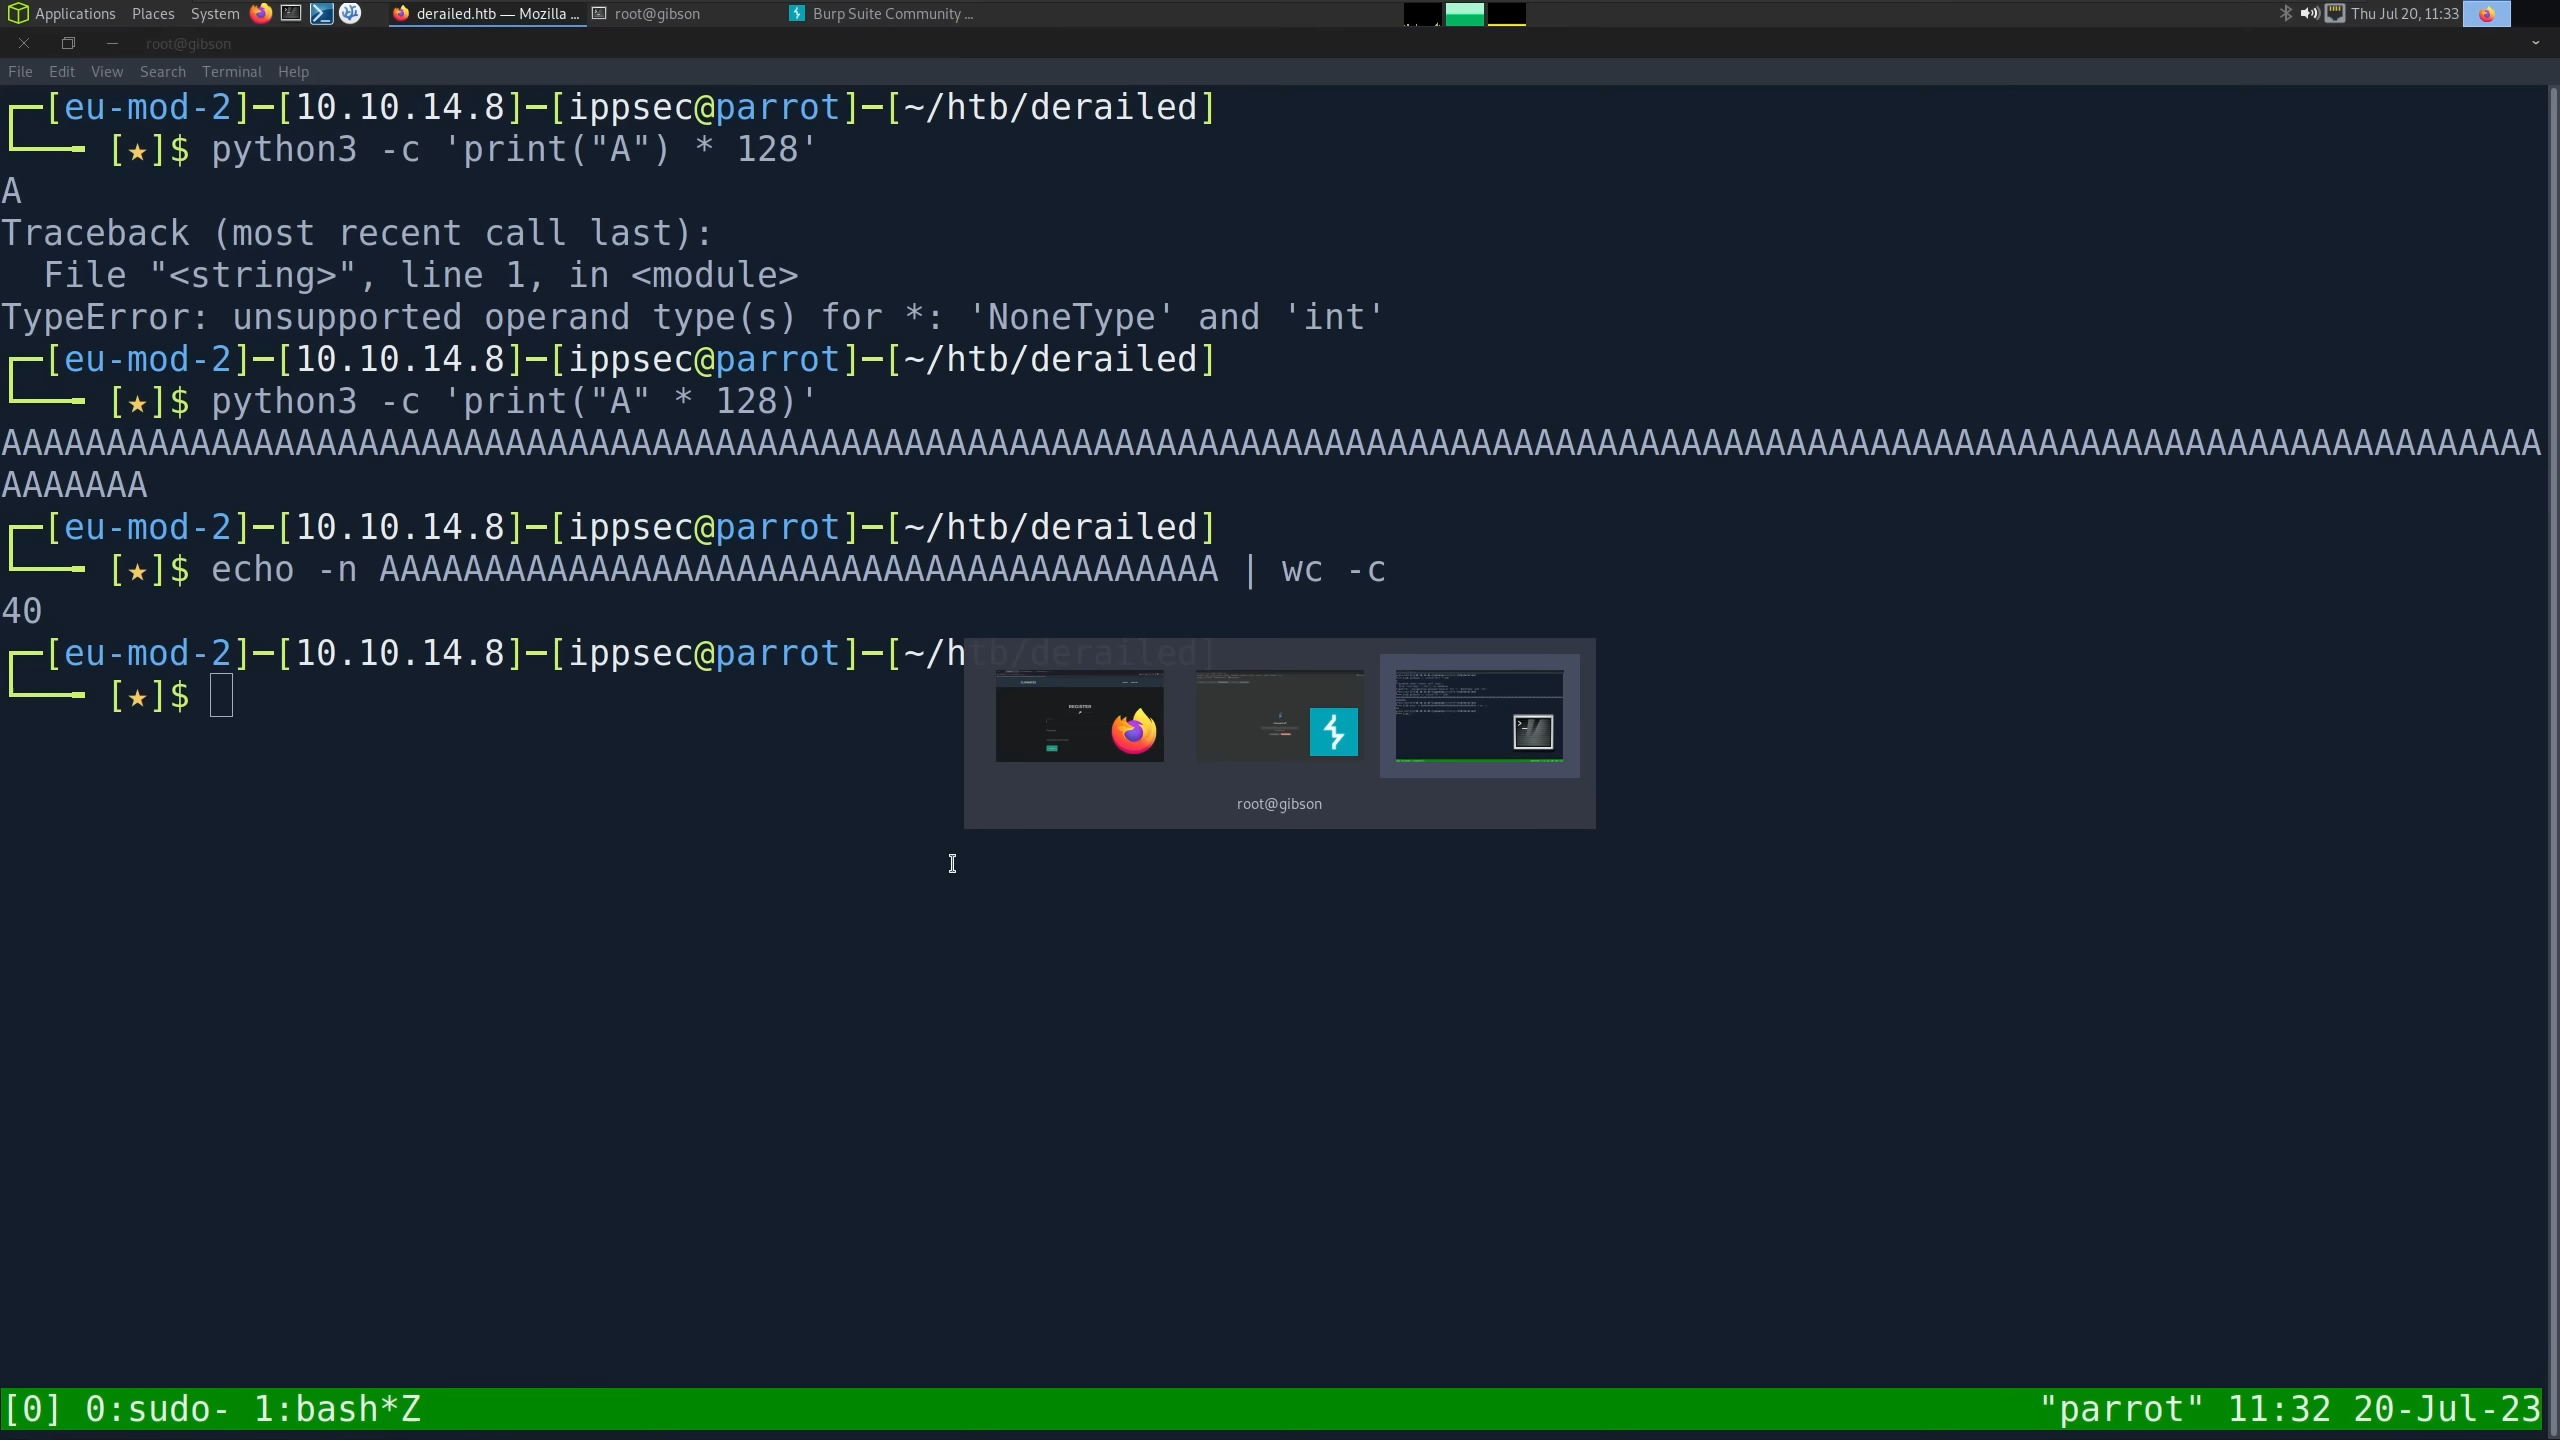 Applications Places System derailed.htb — Mozilla ... root@gibson Burp Suite Community ... Thu Jul 20, 11:33
root@gibson
File Edit View Search Terminal Help
[eu-mod-2]─[10.10.14.8]─[ippsec@parrot]─[~/htb/derailed]
[★]$ python3 -c 'print("A") * 128'
A
Traceback (most recent call last):
  File "<string>", line 1, in <module>
TypeError: unsupported operand type(s) for *: 'NoneType' and 'int'
[eu-mod-2]─[10.10.14.8]─[ippsec@parrot]─[~/htb/derailed]
[★]$ python3 -c 'print("A" * 128)'
AAAAAAAAAAAAAAAAAAAAAAAAAAAAAAAAAAAAAAAAAAAAAAAAAAAAAAAAAAAAAAAAAAAAAAAAAAAAAAAAAAAAAAAAAAAAAAAAAAAAAAAAAAAAAAAAAAAAAAAAA
AAAAAAA
[eu-mod-2]─[10.10.14.8]─[ippsec@parrot]─[~/htb/derailed]
[★]$ echo -n AAAAAAAAAAAAAAAAAAAAAAAAAAAAAAAAAAAAAAAA | wc -c
40
[eu-mod-2]─[10.10.14.8]─[ippsec@parrot]─[~/htb/derailed]
[★]$
REGISTER
root@gibson
[0] 0:sudo- 1:bash*Z "parrot" 11:32 20-Jul-23